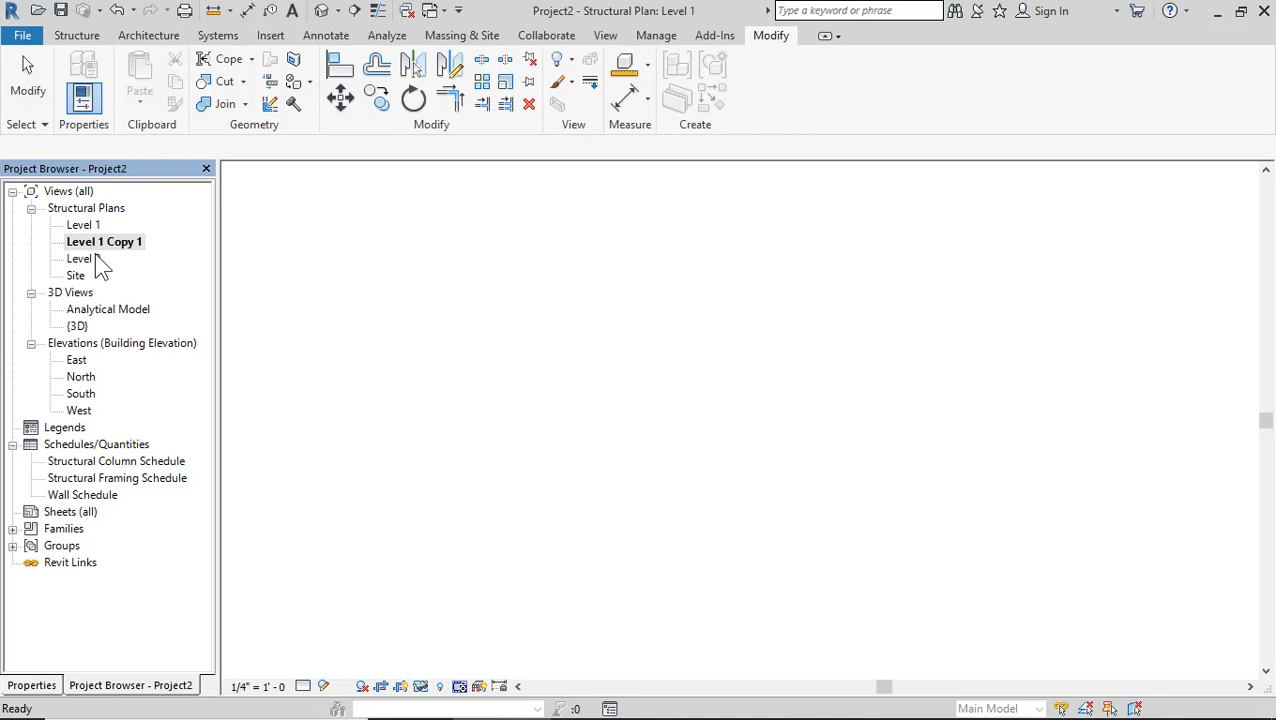 Project2 - Structural Plan: Level 1
Type a keyword or phrase
Sign In
File Structure Architecture Systems Insert Annotate Analyze Massing & Site Collaborate View Manage Add-Ins Modify
Modify
Select
Properties
Paste
Clipboard
Cope
Cut
Join
Geometry
Modify
View
Measure
Create
Project Browser - Project2
Views (all)
Structural Plans
Level 1
Level 1 Copy 1
Level
Site
3D Views
Analytical Model
{3D}
Elevations (Building Elevation)
East
North
South
West
Legends
Schedules/Quantities
Structural Column Schedule
Structural Framing Schedule
Wall Schedule
Sheets (all)
Families
Groups
Revit Links
Properties
Project Browser - Project2
1/4" = 1' - 0
Ready
:0
Main Model